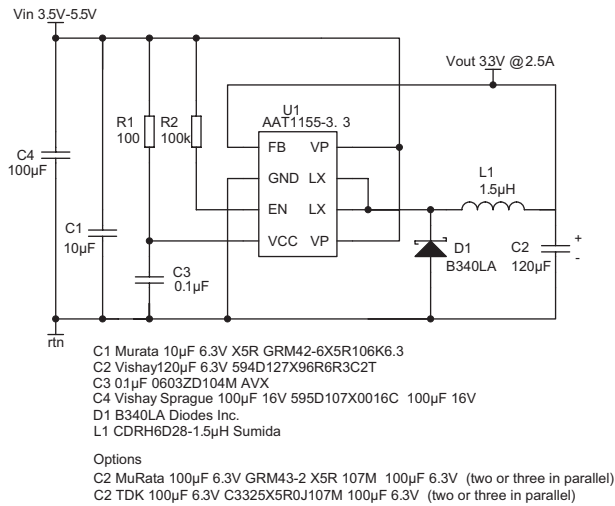 Vin 3.5V-5.5V
Vout 3.3V @ 2.5A
U1
AAT1155-3. 3
R1
100
R2
100k
FB
VP
GND
LX
EN
LX
VCC
VP
L1
1.5µH
C4
100µF
C1
10µF
C3
0.1µF
D1
B340LA
C2
120µF
+
-
rtn
C1 Murata 10µF 6.3V X5R GRM42-6X5R106K6.3
C2 Vishay120µF 6.3V 594D127X96R6R3C2T
C3 0.1µF 0603ZD104M AVX
C4 Vishay Sprague 100µF 16V 595D107X0016C 100µF 16V
D1 B340LA Diodes Inc.
L1 CDRH6D28-1.5µH Sumida
Options
C2 MuRata 100µF 6.3V GRM43-2 X5R 107M 100µF 6.3V (two or three in parallel)
C2 TDK 100µF 6.3V C3325X5R0J107M 100µF 6.3V (two or three in parallel)